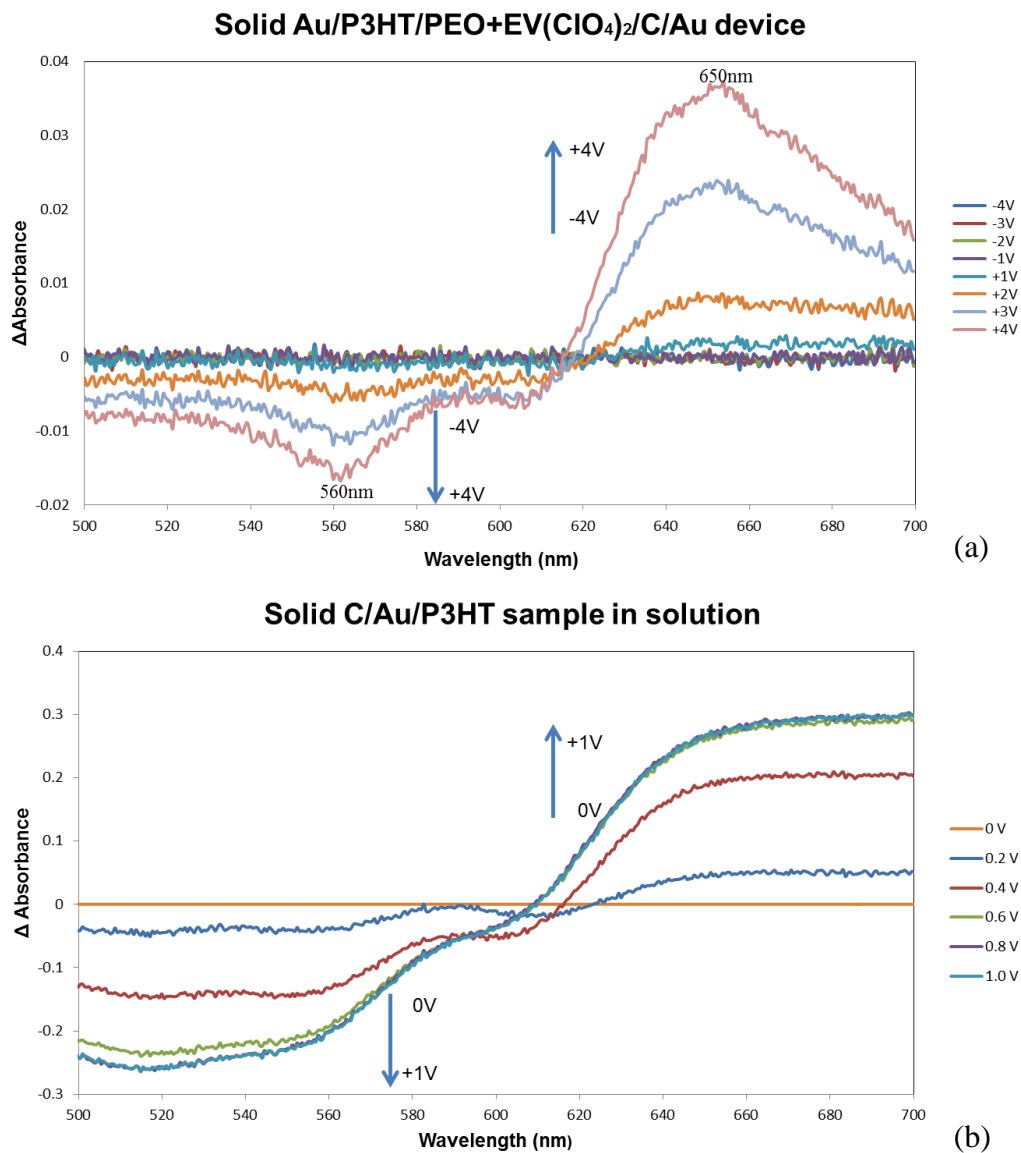 Solid Au/P3HT/PEO+EV(ClO₄)₂/C/Au device
0.04
0.03
0.02
0.01
0
-0.01
-0.02
ΔAbsorbance
650nm
+4V
-4V
-4V
+4V
560nm
500 520 540 560 580 600 620 640 660 680 700
Wavelength (nm)
-4V
-3V
-2V
-1V
+1V
+2V
+3V
+4V
(a)
Solid C/Au/P3HT sample in solution
0.4
0.3
0.2
0.1
0
-0.1
-0.2
-0.3
Δ Absorbance
+1V
0V
0V
+1V
500 520 540 560 580 600 620 640 660 680 700
Wavelength (nm)
0 V
0.2 V
0.4 V
0.6 V
0.8 V
1.0 V
(b)